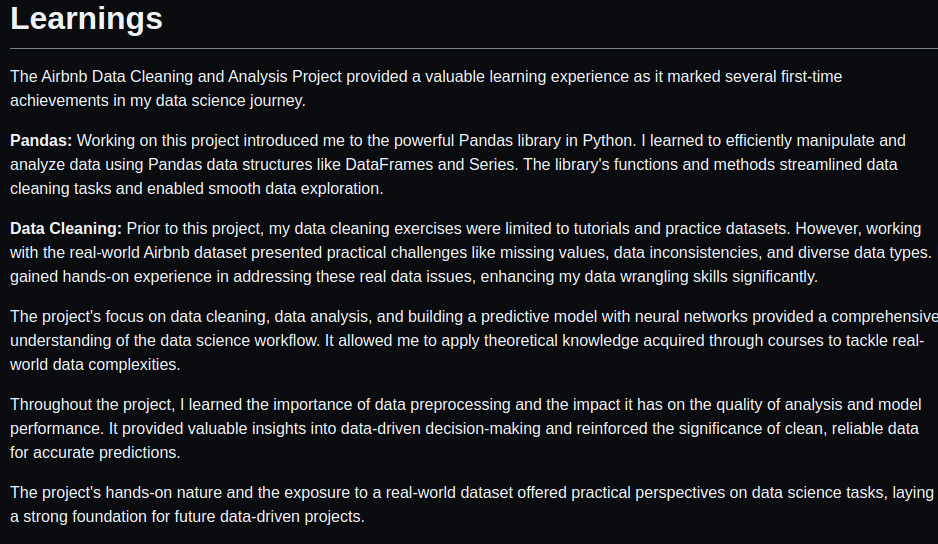 Learnings
The Airbnb Data Cleaning and Analysis Project provided a valuable learning experience as it marked several first-time
achievements in my data science journey.
Pandas: Working on this project introduced me to the powerful Pandas library in Python. I learned to efficiently manipulate and
analyze data using Pandas data structures like DataFrames and Series. The library's functions and methods streamlined data
cleaning tasks and enabled smooth data exploration.
Data Cleaning: Prior to this project, my data cleaning exercises were limited to tutorials and practice datasets. However, working
with the real-world Airbnb dataset presented practical challenges like missing values, data inconsistencies, and diverse data types.
gained hands-on experience in addressing these real data issues, enhancing my data wrangling skills significantly.
The project's focus on data cleaning, data analysis, and building a predictive model with neural networks provided a comprehensive
understanding of the data science workflow. It allowed me to apply theoretical knowledge acquired through courses to tackle real-
world data complexities.
Throughout the project, I learned the importance of data preprocessing and the impact it has on the quality of analysis and model
performance. It provided valuable insights into data-driven decision-making and reinforced the significance of clean, reliable data
for accurate predictions.
The project's hands-on nature and the exposure to a real-world dataset offered practical perspectives on data science tasks, laying
a strong foundation for future data-driven projects.